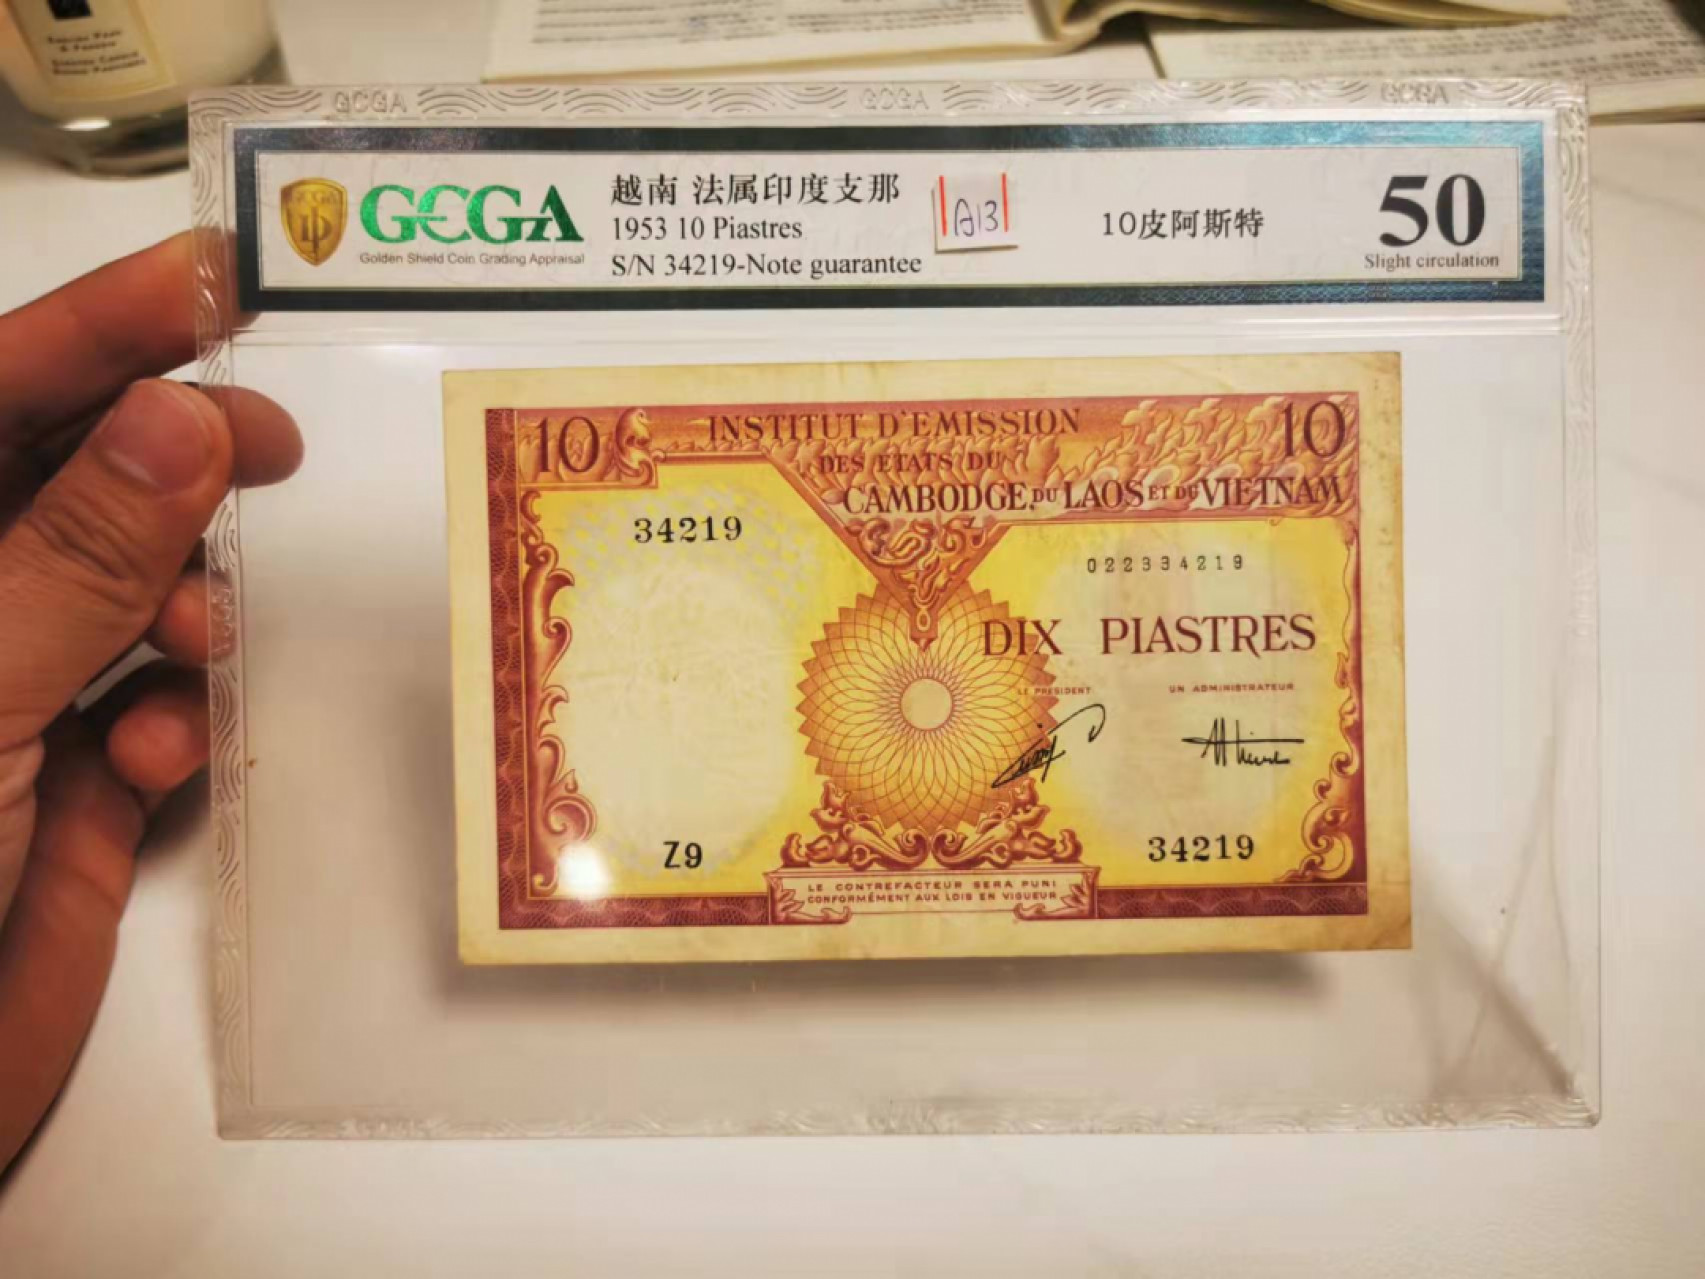 GCGA GCGA GCGA
GCGA
Golden Shield Coin Grading Appraisal
越南 法属印度支那
1953 10 Piastres
S/N 34219-Note guarantee
A13
10皮阿斯特
50
Slight circulation
10 INSTITUT D'EMISSION 10
DES ETATS DU
CAMBODGE, DU LAOS ET DU VIETNAM
34219
022334219
DIX PIASTRES
LE PRESIDENT UN ADMINISTRATEUR
Z9 34219
LE CONTREFACTEUR SERA PUNI
CONFORMÉMENT AUX LOIS EN VIGUEUR